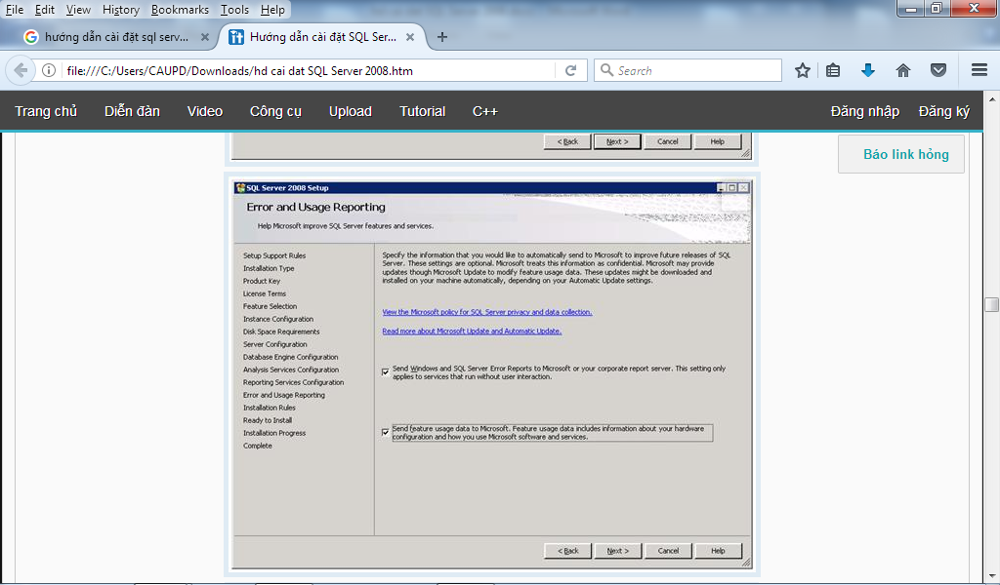 File Edit View History Bookmarks Tools Help
hướng dẫn cài đặt sql serv...
Hướng dẫn cài đặt SQL Ser...
file:///C:/Users/CAUPD/Downloads/hd cai dat SQL Server 2008.htm
Search
Trang chủ Diễn đàn Video Công cụ Upload Tutorial C++ Đăng nhập Đăng ký
< Back Next > Cancel Help
Báo link hỏng
SQL Server 2008 Setup
Error and Usage Reporting
Help Microsoft improve SQL Server features and services.
Setup Support Rules
Installation Type
Product Key
License Terms
Feature Selection
Instance Configuration
Disk Space Requirements
Server Configuration
Database Engine Configuration
Analysis Services Configuration
Reporting Services Configuration
Error and Usage Reporting
Installation Rules
Ready to Install
Installation Progress
Complete
Specify the information that you would like to automatically send to Microsoft to improve future releases of SQL
Server. These settings are optional. Microsoft treats this information as confidential. Microsoft may provide
updates though Microsoft Update to modify feature usage data. These updates might be downloaded and
installed on your machine automatically, depending on your Automatic Update settings.
View the Microsoft policy for SQL Server privacy and data collection.
Read more about Microsoft Update and Automatic Update.
Send Windows and SQL Server Error Reports to Microsoft or your corporate report server. This setting only
applies to services that run without user interaction.
Send feature usage data to Microsoft. Feature usage data includes information about your hardware
configuration and how you use Microsoft software and services.
< Back Next > Cancel Help